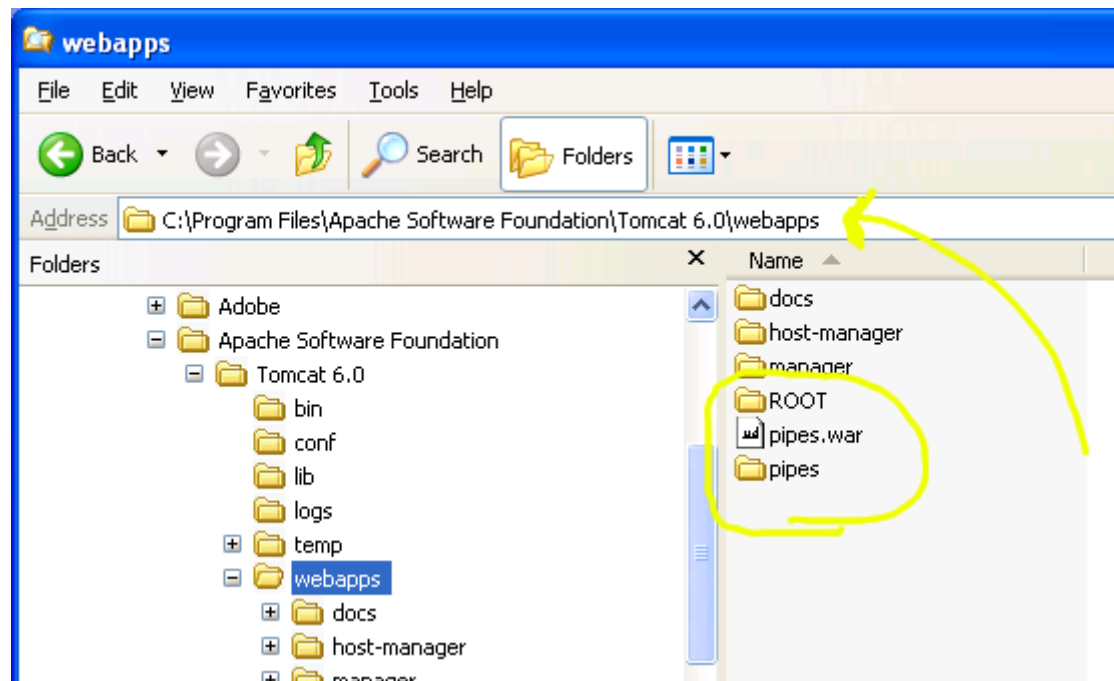 webapps
File Edit View Favorites Tools Help
Back Search Folders
Address C:\Program Files\Apache Software Foundation\Tomcat 6.0\webapps
Folders x Name
Adobe
Apache Software Foundation
Tomcat 6.0
bin
conf
lib
logs
temp
webapps
docs
host-manager
manager
docs
host-manager
manager
ROOT
pipes.war
pipes